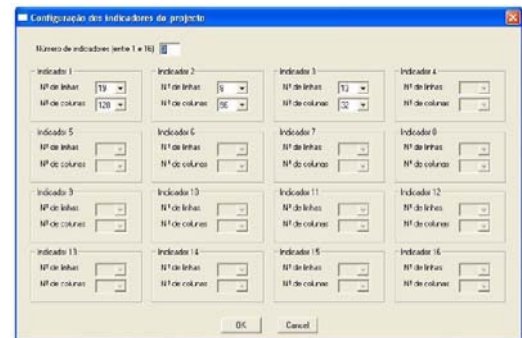 Configuração dos indicadores do projecto
Número de indicadores (entre 1 e 16)
Indicador 1
Nº de linhas 19
Nº de colunas 128
Indicador 2
Nº de linhas 9
Nº de colunas 96
Indicador 3
Nº de linhas 13
Nº de colunas 32
Indicador 4
Nº de linhas
Nº de colunas
Indicador 5
Nº de linhas
Nº de colunas
Indicador 6
Nº de linhas
Nº de colunas
Indicador 7
Nº de linhas
Nº de colunas
Indicador 8
Nº de linhas
Nº de colunas
Indicador 9
Nº de linhas
Nº de colunas
Indicador 10
Nº de linhas
Nº de colunas
Indicador 11
Nº de linhas
Nº de colunas
Indicador 12
Nº de linhas
Nº de colunas
Indicador 13
Nº de linhas
Nº de colunas
Indicador 14
Nº de linhas
Nº de colunas
Indicador 15
Nº de linhas
Nº de colunas
Indicador 16
Nº de linhas
Nº de colunas
OK Cancel